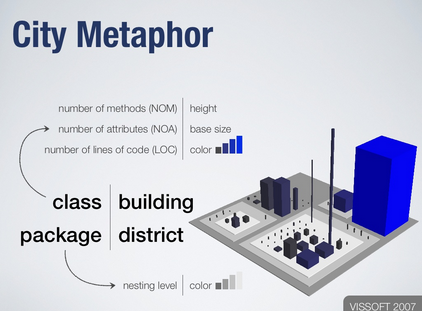 City Metaphor
number of methods (NOM) height
number of attributes (NOA) base size
number of lines of code (LOC) color
class building
package district
nesting level color
VISSOFT 2007